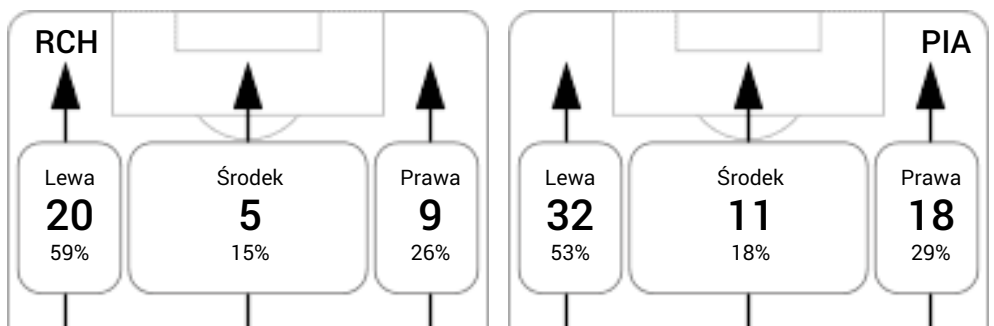 RCH
Lewa
20
59%
Środek
5
15%
Prawa
9
26%
PIA
Lewa
32
53%
Środek
11
18%
Prawa
18
29%